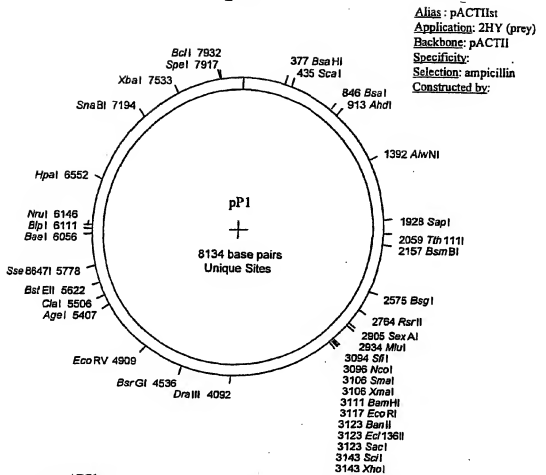 Alias : pACTIIst
Application: 2HY (prey)
Backbone: pACTII
Specificity:
Selection: ampicillin
Constructed by:
BclI 7932
SpeI 7917
XbaI 7533
SnaBI 7194
HpaI 6552
NruI 6146
BlpI 6111
BaeI 6056
Sse8647I 5778
BstEII 5622
ClaI 5506
AgeI 5407
EcoRV 4909
BsrGI 4536
DraIII 4092
377 BsaHI
435 ScaI
846 BsaI
913 AhdI
1392 AlwNI
1928 SapI
2059 Tth111I
2157 BsmBI
2575 BsgI
2764 RsrII
2905 SexAI
2934 MluI
3094 SfiI
3096 NcoI
3106 SmaI
3106 XmaI
3111 BamHI
3117 EcoRI
3123 BanII
3123 Ecl136II
3123 SacI
3143 SciI
3143 XhoI
pP1
8134 base pairs
Unique Sites